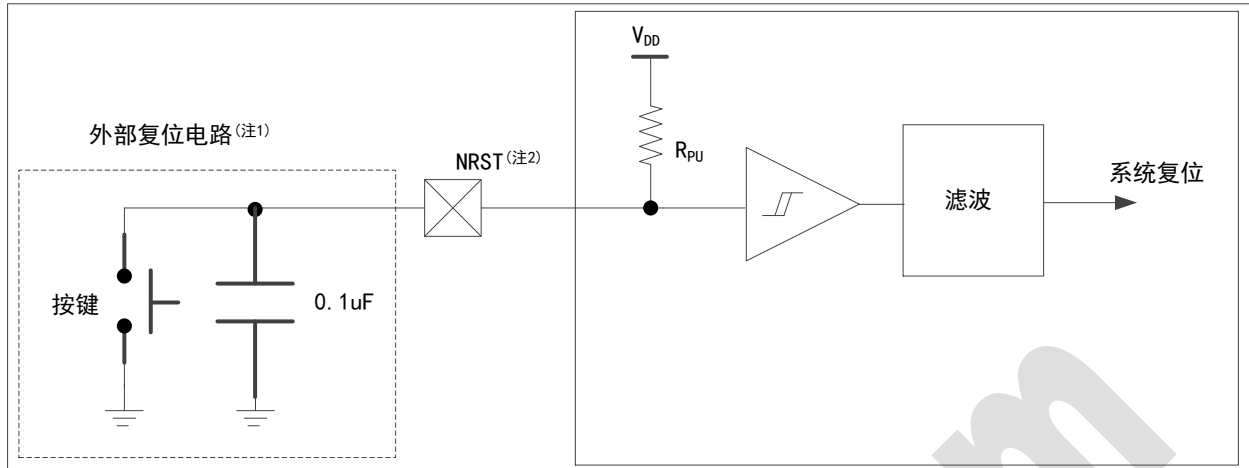 外部复位电路(注1)
NRST(注2)
VDD
RPU
滤波
系统复位
按键
0.1uF
m